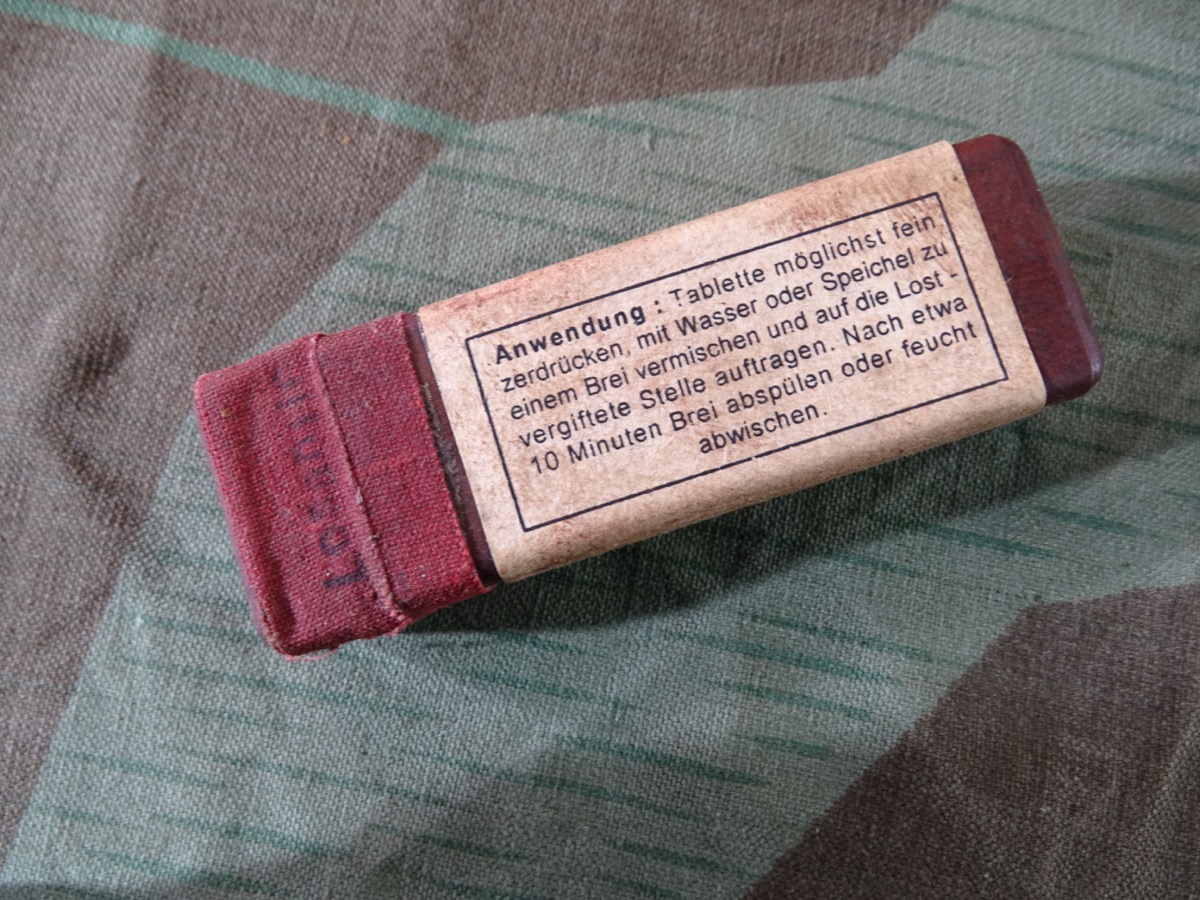 Losantin
Anwendung : Tablette möglichst fein
zerdrücken, mit Wasser oder Speichel zu
einem Brei vermischen und auf die Lost -
vergiftete Stelle auftragen. Nach etwa
10 Minuten Brei abspülen oder feucht
abwischen.